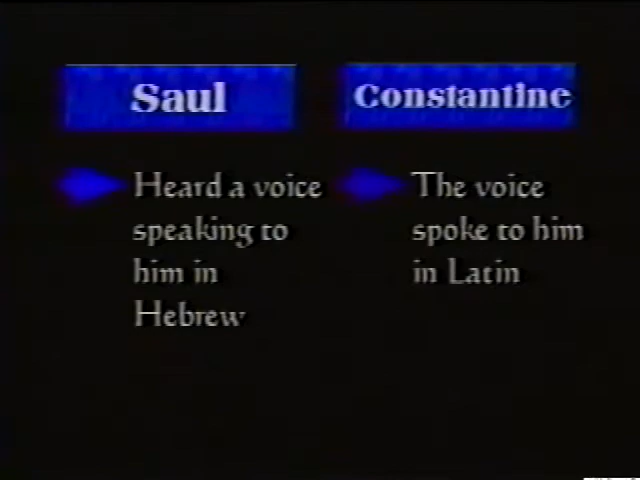 Saul
Heard a voice
speaking to
him in
Hebrew
Constantine
The voice
spoke to him
in Latin